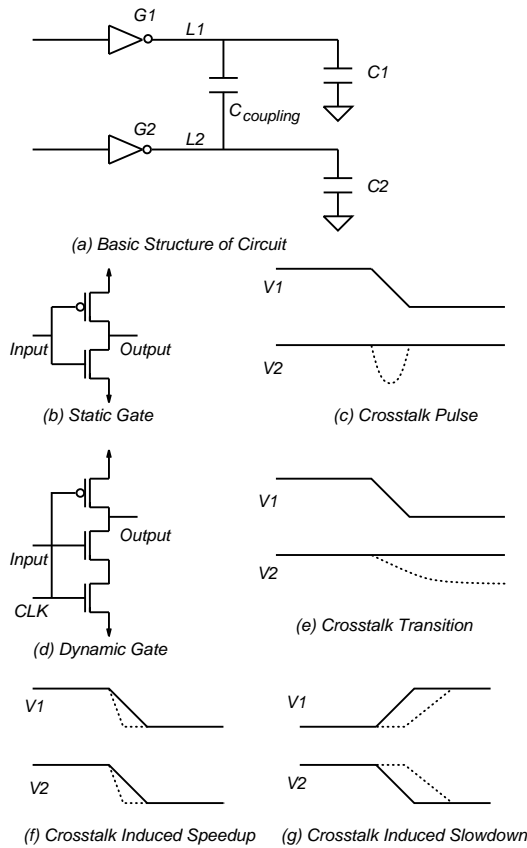 G1
L1
C1
C coupling
G2
L2
C2
(a) Basic Structure of Circuit
Input
Output
(b) Static Gate
V1
V2
(c) Crosstalk Pulse
Input
Output
CLK
(d) Dynamic Gate
V1
V2
(e) Crosstalk Transition
V1
V2
(f) Crosstalk Induced Speedup
V1
V2
(g) Crosstalk Induced Slowdown